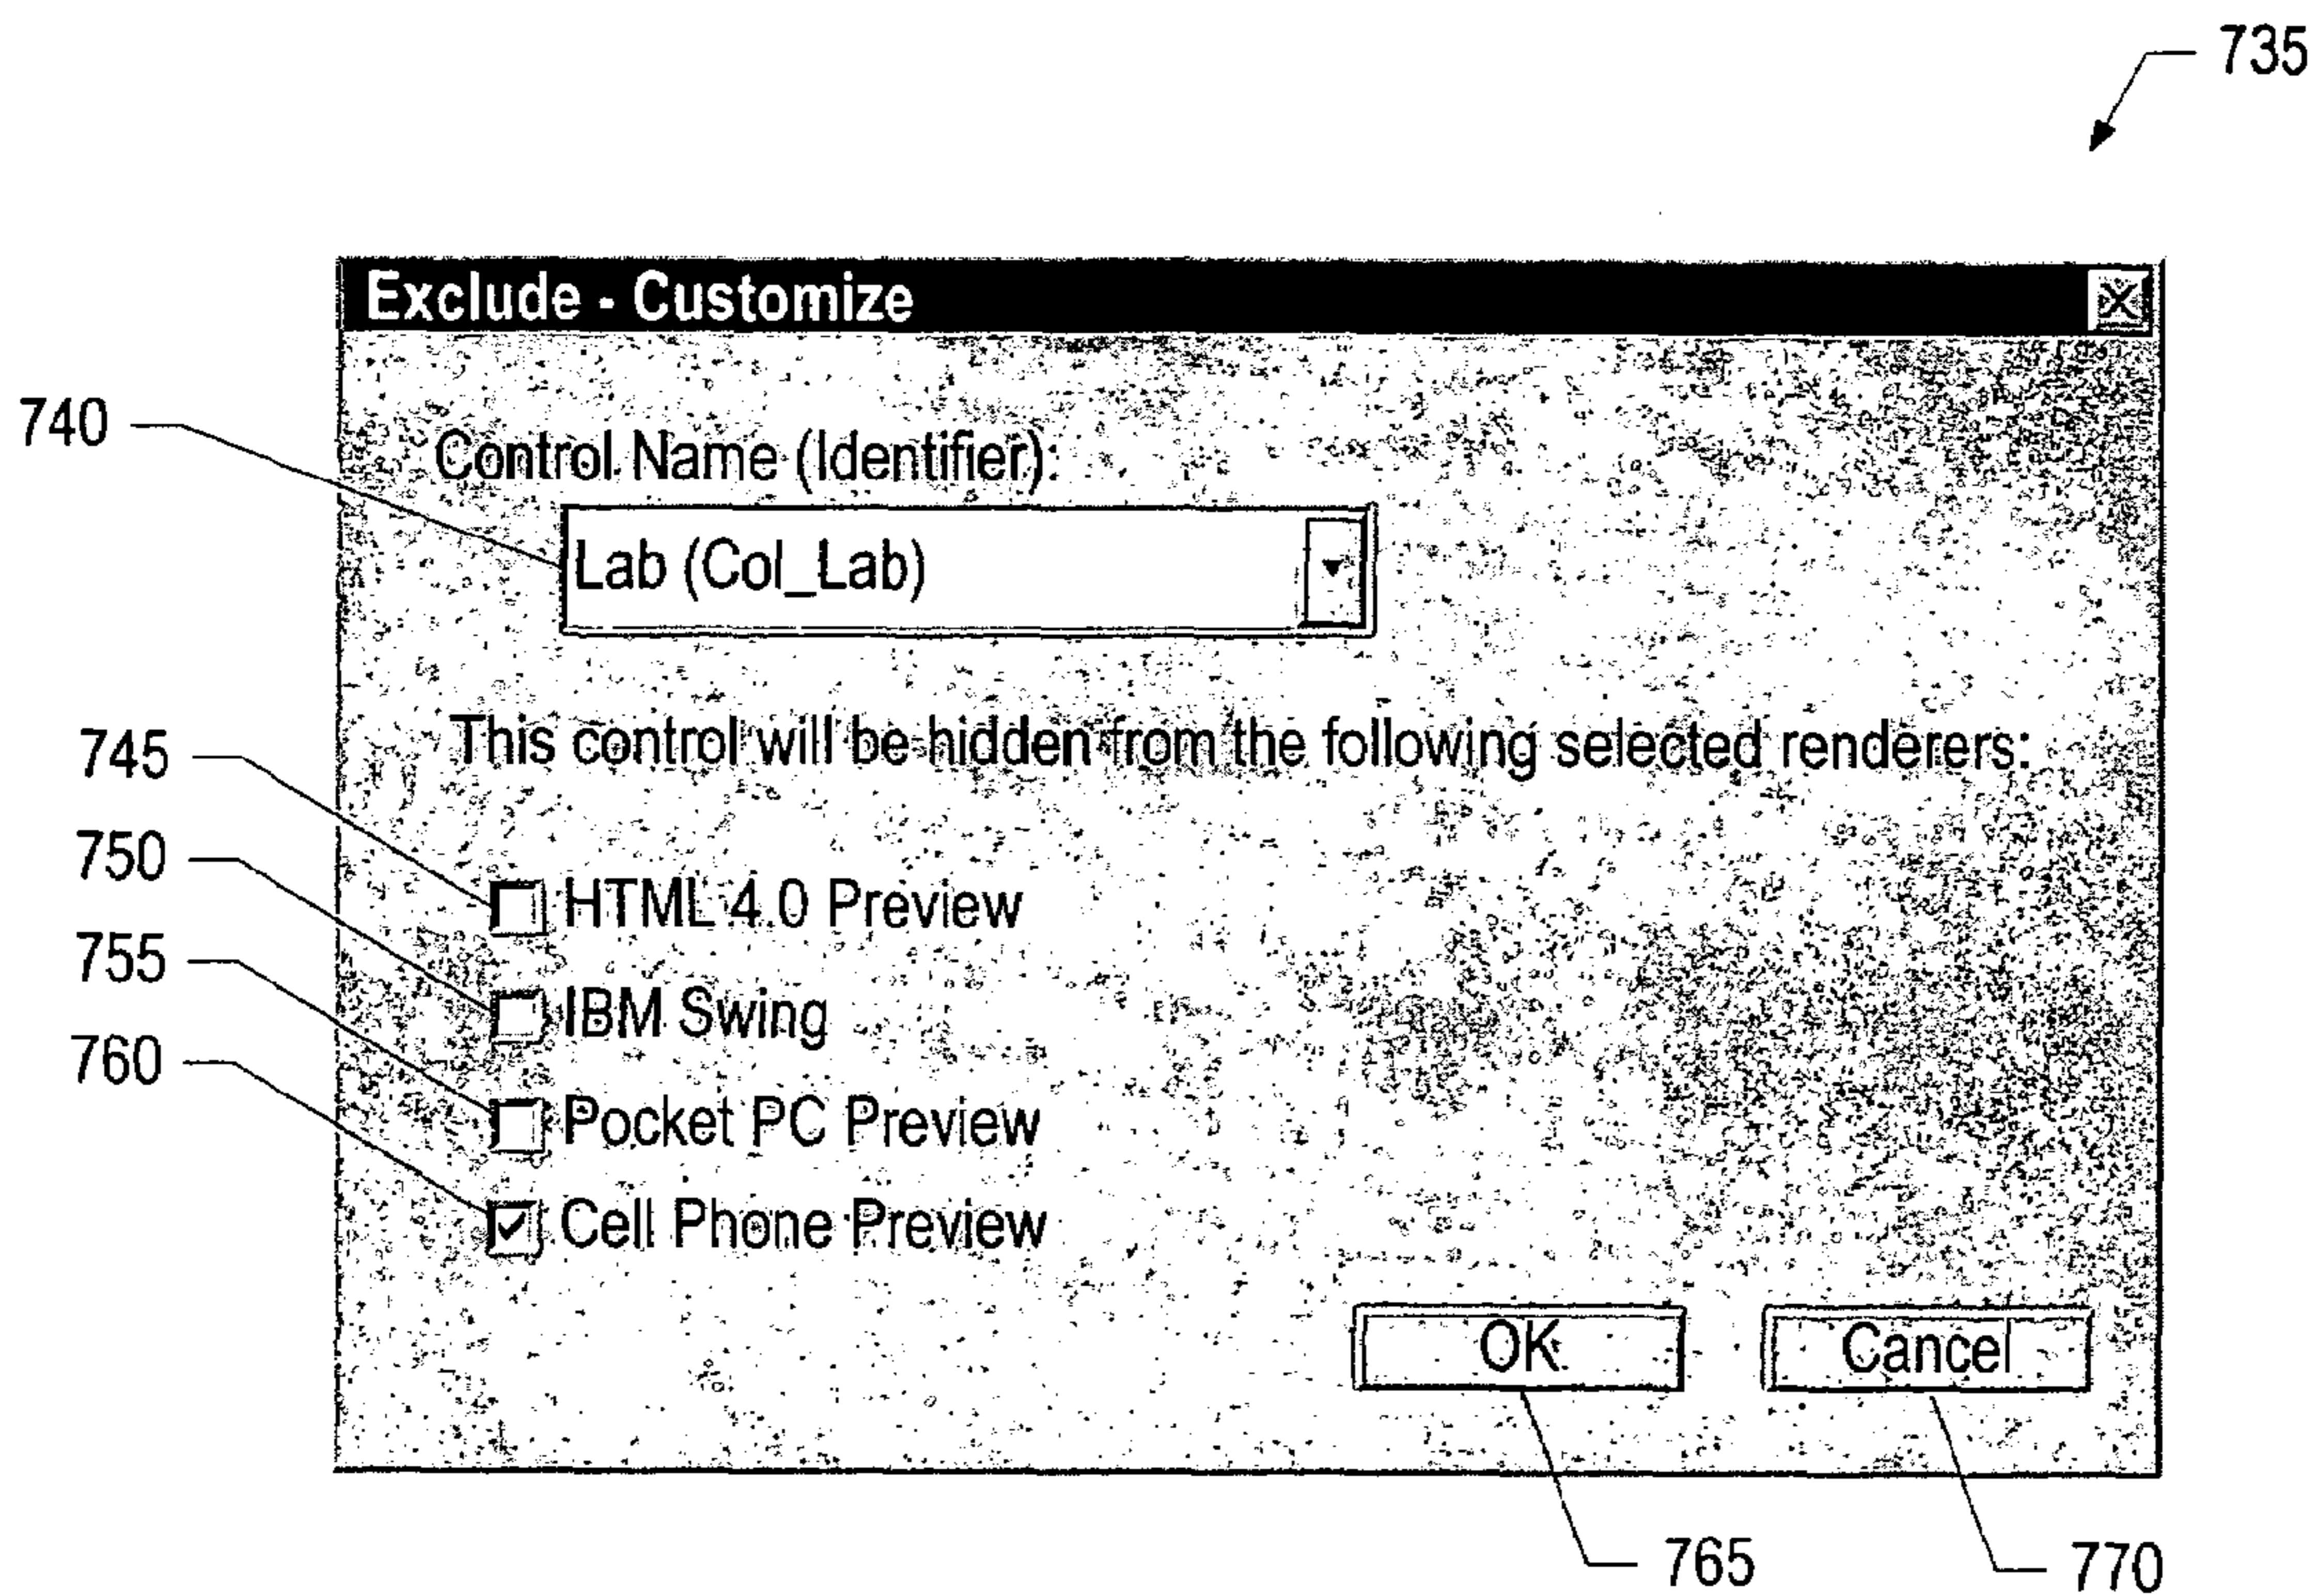 735
Exclude - Customize
740
Control Name (Identifier):
Lab (Col_Lab)
This control will be hidden from the following selected renderers:
745
750
HTML 4.0 Preview
755
IBM Swing
760
Pocket PC Preview
Cell Phone Preview
OK
Cancel
765
770